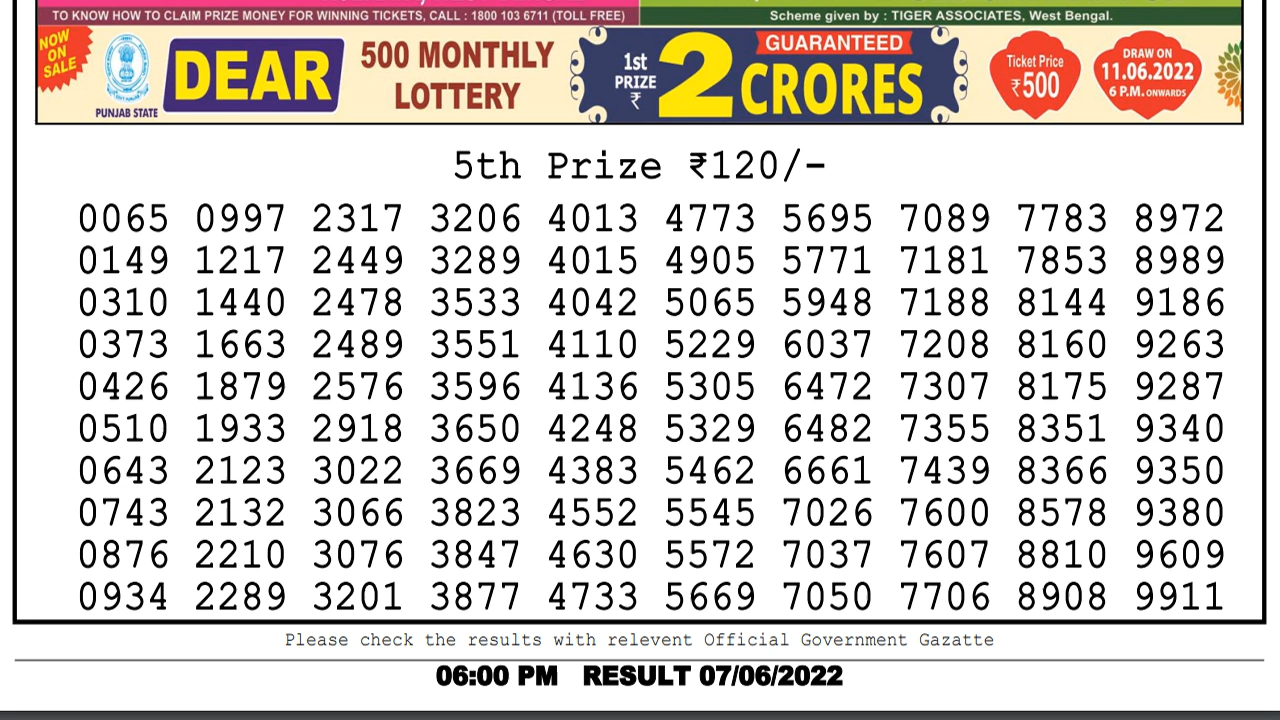 TO KNOW HOW TO CLAIM PRIZE MONEY FOR WINNING TICKETS, CALL : 1800 103 6711 (TOLL FREE)
Scheme given by : TIGER ASSOCIATES, West Bengal.
NOW
ON
SALE
PUNJAB STATE
DEAR
500 MONTHLY
LOTTERY
1st
PRIZE
₹
2
GUARANTEED
CRORES
Ticket Price
₹500
DRAW ON
11.06.2022
6 P.M. ONWARDS
5th Prize ₹120/-
0065 0997 2317 3206 4013 4773 5695 7089 7783 8972
0149 1217 2449 3289 4015 4905 5771 7181 7853 8989
0310 1440 2478 3533 4042 5065 5948 7188 8144 9186
0373 1663 2489 3551 4110 5229 6037 7208 8160 9263
0426 1879 2576 3596 4136 5305 6472 7307 8175 9287
0510 1933 2918 3650 4248 5329 6482 7355 8351 9340
0643 2123 3022 3669 4383 5462 6661 7439 8366 9350
0743 2132 3066 3823 4552 5545 7026 7600 8578 9380
0876 2210 3076 3847 4630 5572 7037 7607 8810 9609
0934 2289 3201 3877 4733 5669 7050 7706 8908 9911
Please check the results with relevent Official Government Gazatte
06:00 PM RESULT 07/06/2022